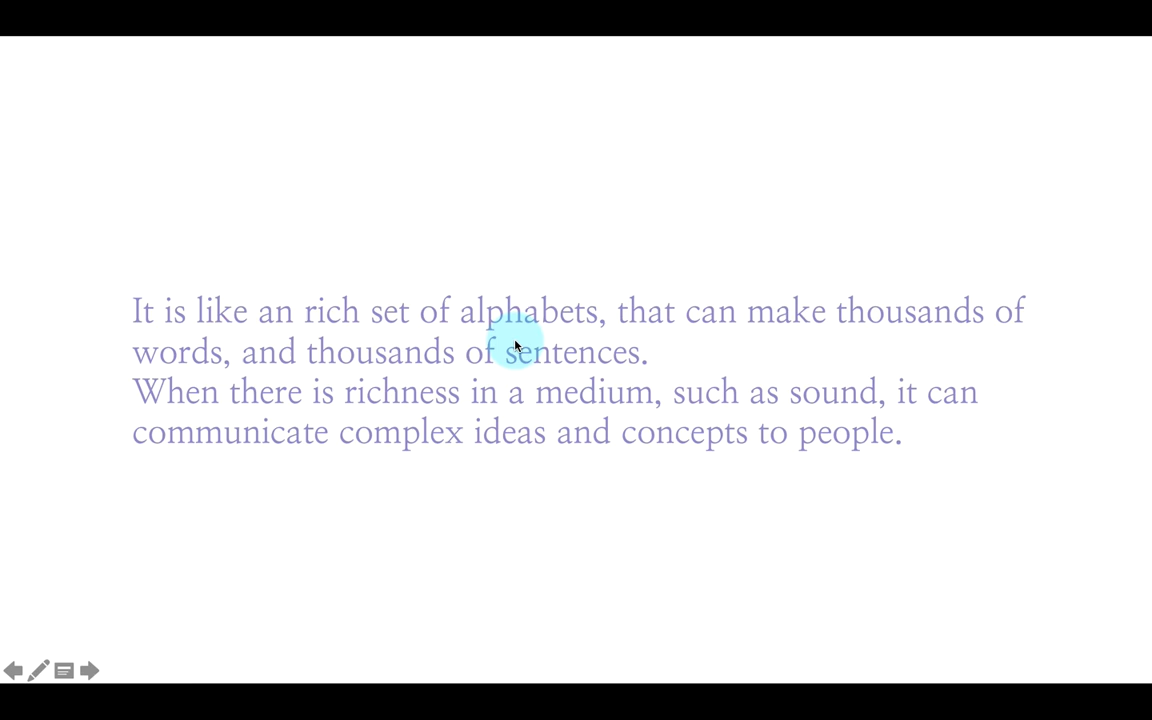 It is like an rich set of alphabets, that can make thousands of
words, and thousands of sentences.
When there is richness in a medium, such as sound, it can
communicate complex ideas and concepts to people.